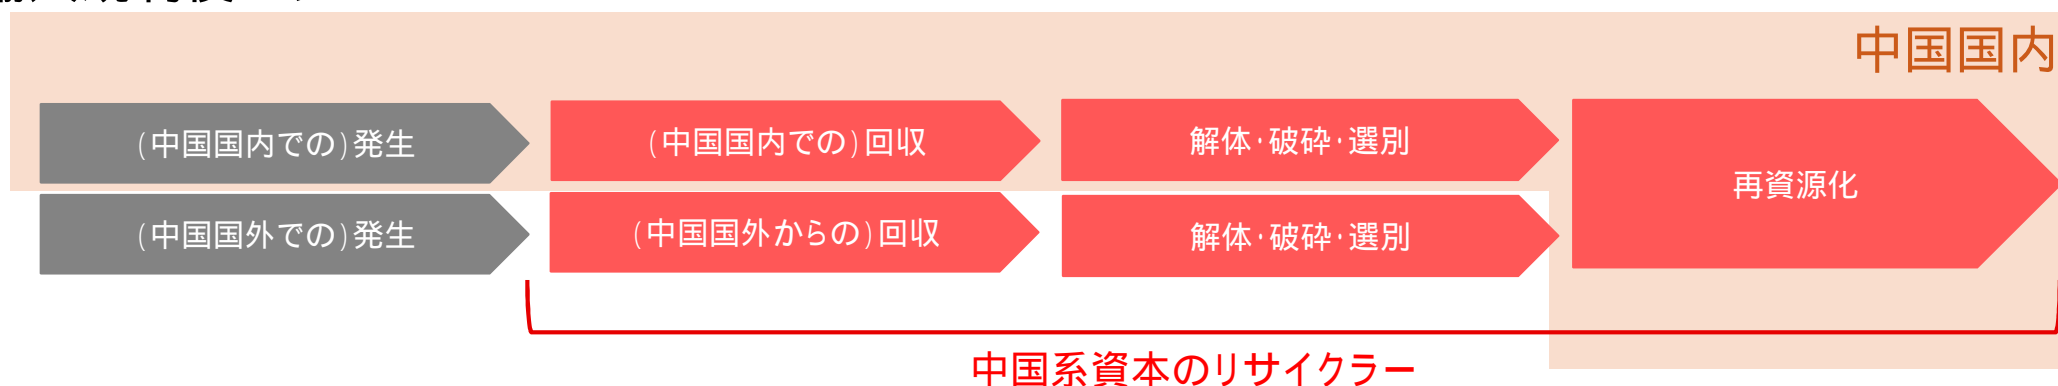 中国国内
(中国国内での)発生
(中国国内での)回収
解体・破砕・選別
再資源化
(中国国外での)発生
(中国国外からの)回収
解体・破砕・選別
中国系資本のリサイクラー